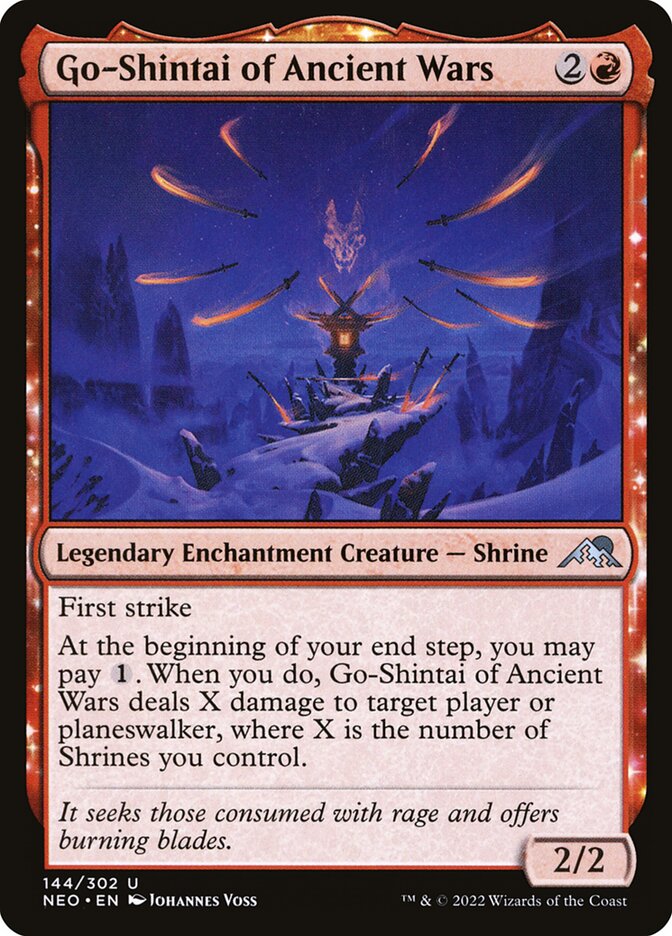 Go-Shintai of Ancient Wars 2
Legendary Enchantment Creature — Shrine
First strike
At the beginning of your end step, you may
pay 1. When you do, Go-Shintai of Ancient
Wars deals X damage to target player or
planeswalker, where X is the number of
Shrines you control.
It seeks those consumed with rage and offers
burning blades.
2/2
144/302 U
NEO • EN Johannes Voss
™ & © 2022 Wizards of the Coast